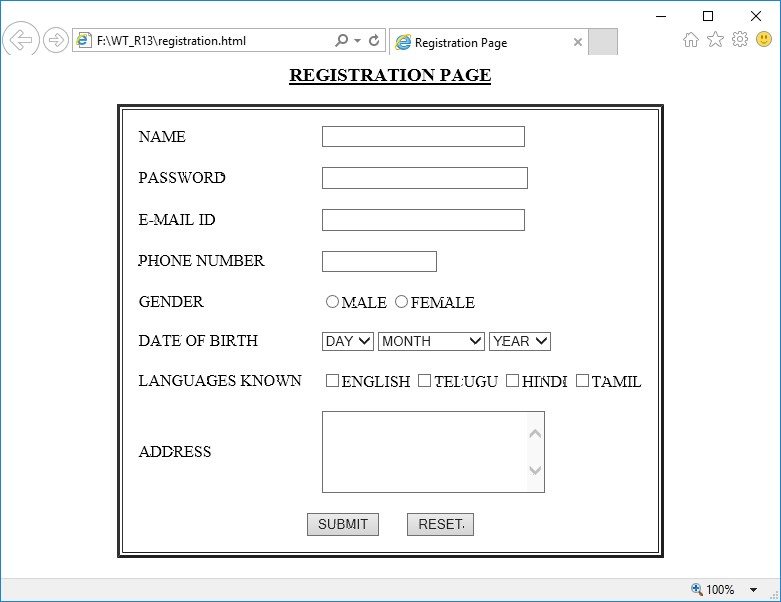 F:\WT_R13\registration.html
Registration Page
REGISTRATION PAGE
NAME
PASSWORD
E-MAIL ID
PHONE NUMBER
GENDER MALE FEMALE
DATE OF BIRTH DAY MONTH YEAR
LANGUAGES KNOWN ENGLISH TELUGU HINDI TAMIL
ADDRESS
SUBMIT RESET
100%